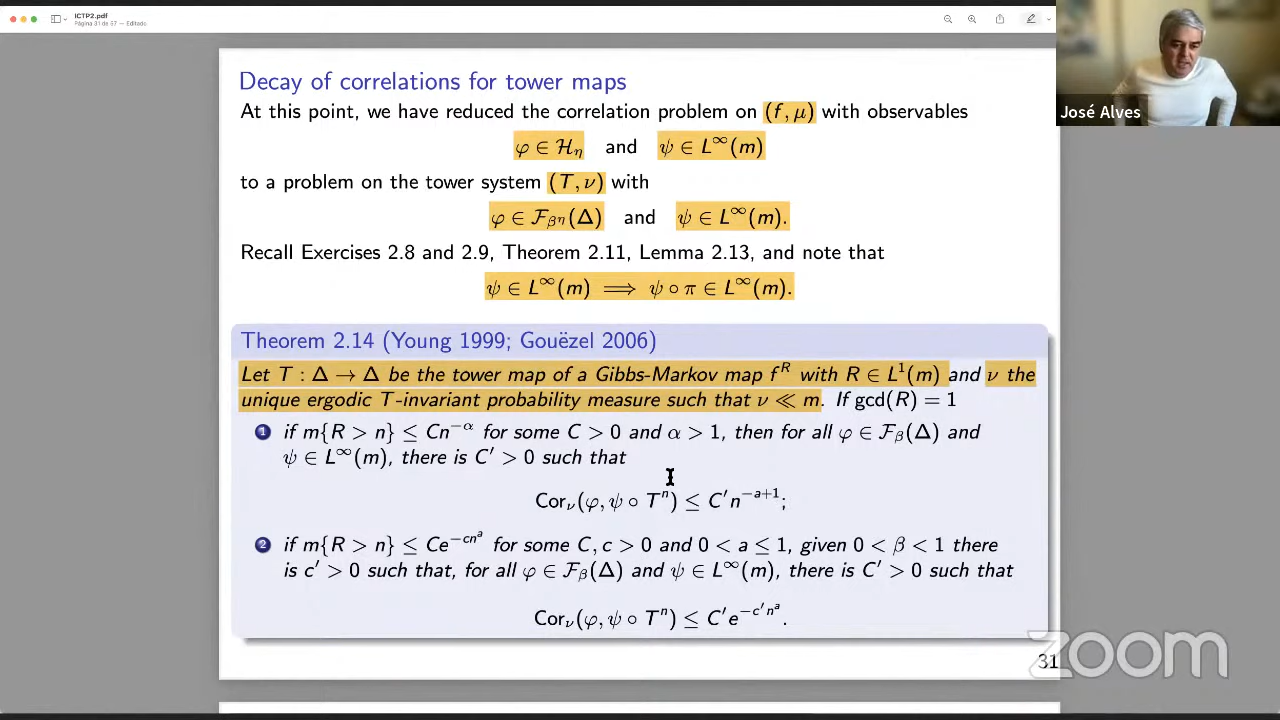 ICTP2.pdf
Página 31 de 57 — Editado
Decay of correlations for tower maps
At this point, we have reduced the correlation problem on (f, μ) with observables
φ ∈ ℋ_η and ψ ∈ L^∞(m)
to a problem on the tower system (T, ν) with
φ ∈ ℱ_{β^η}(Δ) and ψ ∈ L^∞(m).
Recall Exercises 2.8 and 2.9, Theorem 2.11, Lemma 2.13, and note that
ψ ∈ L^∞(m) ⟹ ψ ∘ π ∈ L^∞(m).
Theorem 2.14 (Young 1999; Gouëzel 2006)
Let T : Δ → Δ be the tower map of a Gibbs-Markov map f^R with R ∈ L^1(m) and ν the
unique ergodic T-invariant probability measure such that ν ≪ m. If gcd(R) = 1
1 if m{R > n} ≤ Cn^{-α} for some C > 0 and α > 1, then for all φ ∈ ℱ_β(Δ) and
ψ ∈ L^∞(m), there is C′ > 0 such that
Cor_ν(φ, ψ ∘ T^n) ≤ C′n^{-a+1};
2 if m{R > n} ≤ Ce^{-cn^a} for some C, c > 0 and 0 < a ≤ 1, given 0 < β < 1 there
is c′ > 0 such that, for all φ ∈ ℱ_β(Δ) and ψ ∈ L^∞(m), there is C′ > 0 such that
Cor_ν(φ, ψ ∘ T^n) ≤ C′e^{-c′n^a}.
31
José Alves
zoom